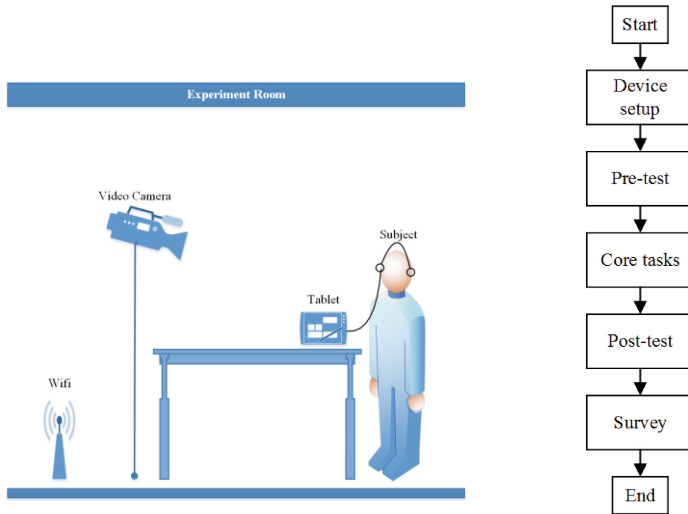 Experiment Room
Video Camera
Subject
Tablet
Wifi
Start
Device
setup
Pre-test
Core tasks
Post-test
Survey
End